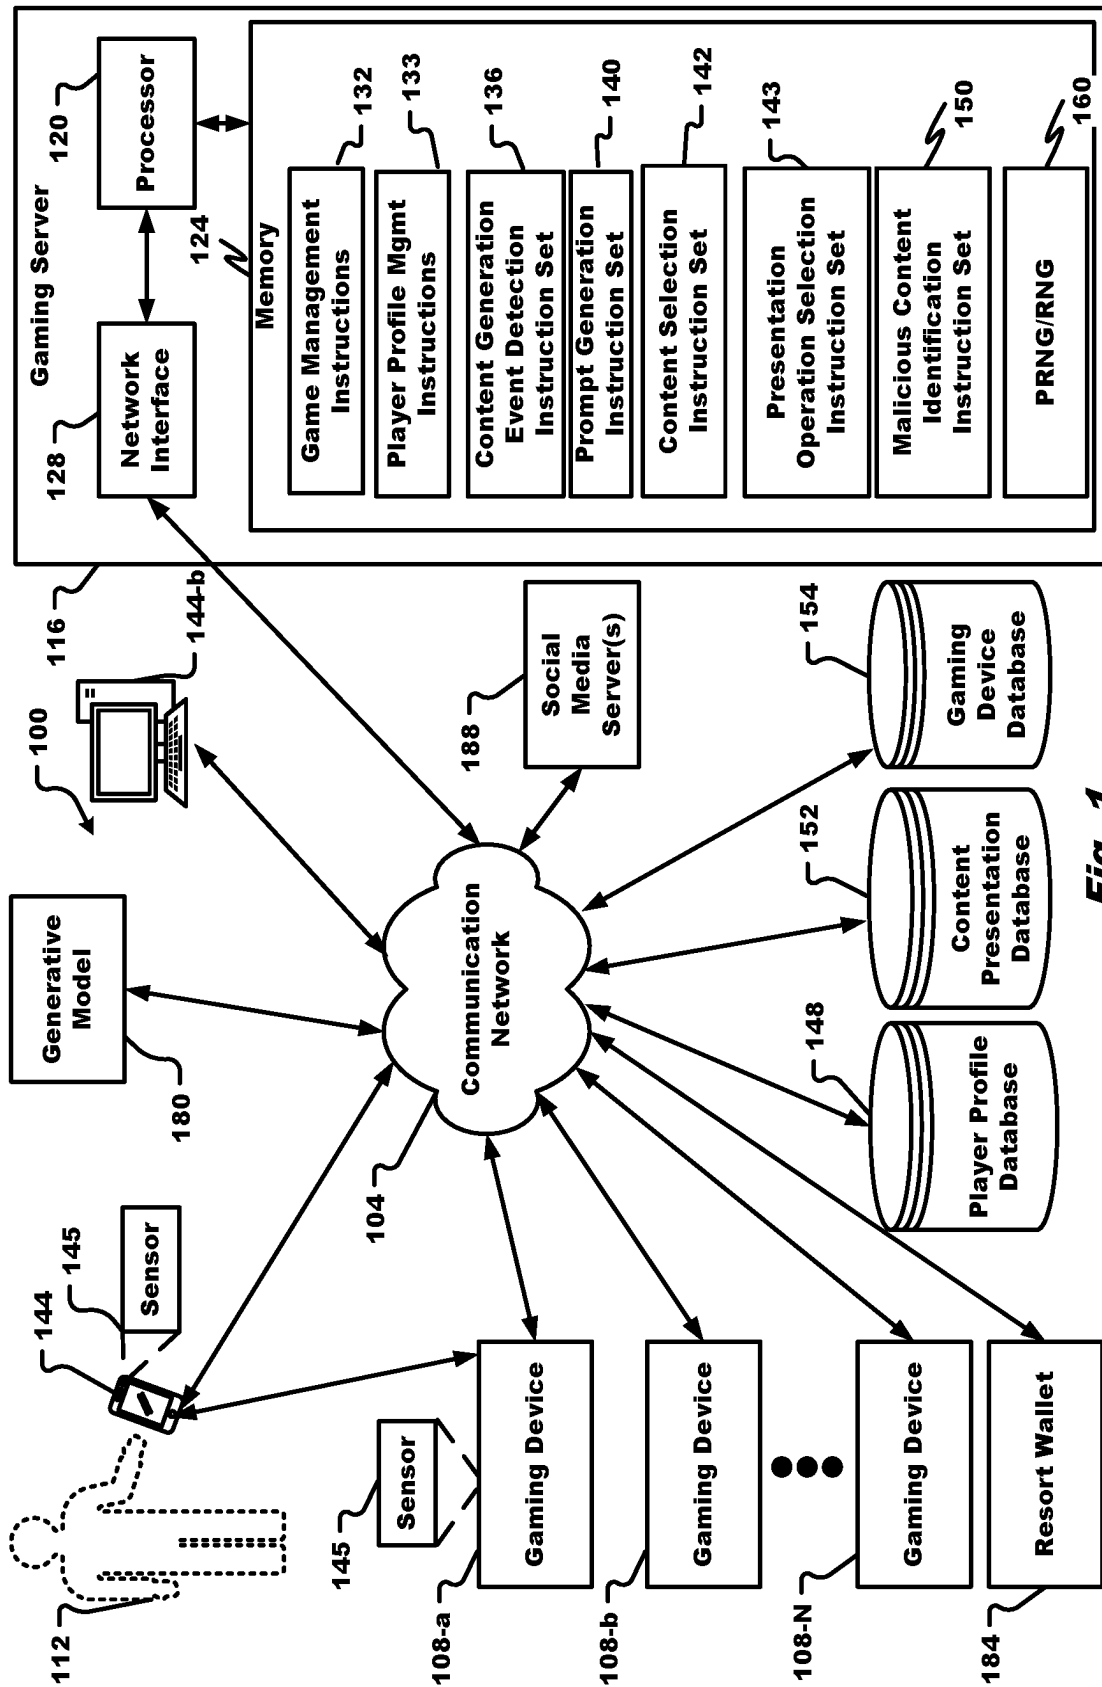 100
112
144
145
Sensor
180
Generative
Model
144-b
116
Gaming Server
128
Network
Interface
120
Processor
124
Memory
Game Management
Instructions
132
Player Profile Mgmt
Instructions
133
Content Generation
Event Detection
Instruction Set
136
Prompt Generation
Instruction Set
140
Content Selection
Instruction Set
142
Presentation
Operation Selection
Instruction Set
143
Malicious Content
Identification
Instruction Set
150
PRNG/RNG
160
104
Communication
Network
188
Social
Media
Server(s)
145
Sensor
108-a
Gaming Device
108-b
Gaming Device
108-N
Gaming Device
184
Resort Wallet
148
Player Profile
Database
152
Content
Presentation
Database
154
Gaming
Device
Database
Fig. 1